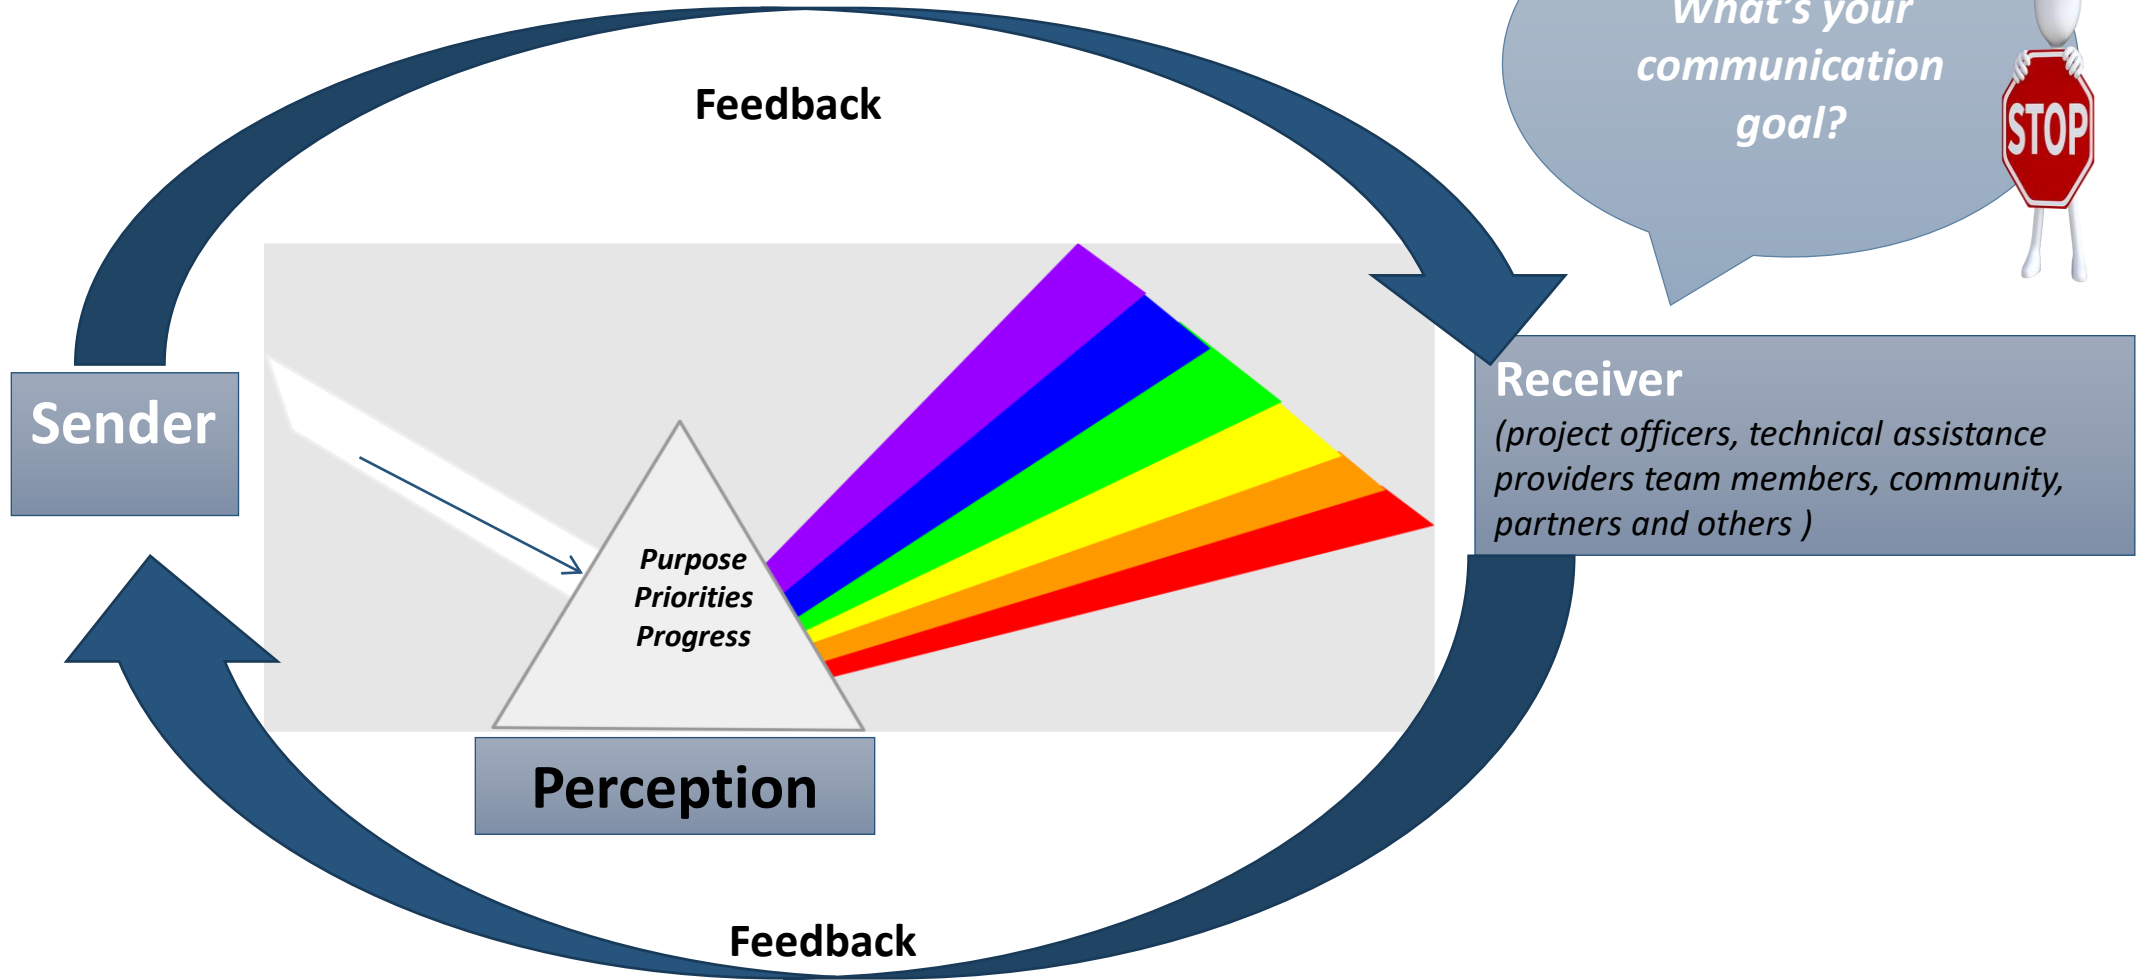 What's your
communication
goal?
STOP
Feedback
Sender
Receiver
(project officers, technical assistance
providers team members, community,
partners and others )
Purpose
Priorities
Progress
Perception
Feedback